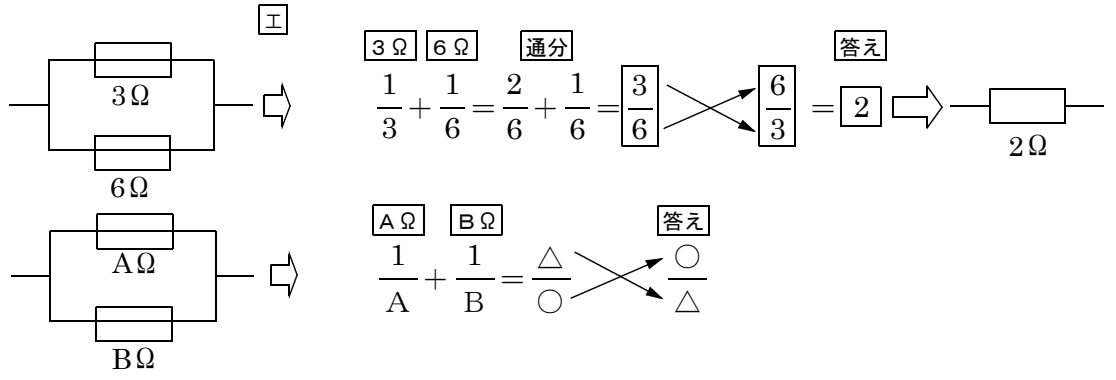 エ
3Ω
6Ω
3Ω 6Ω 通分 答え
1/3 + 1/6 = 2/6 + 1/6 = 3/6 6/3 = 2
2Ω
AΩ
BΩ
AΩ BΩ 答え
1/A + 1/B = △/○ ○/△